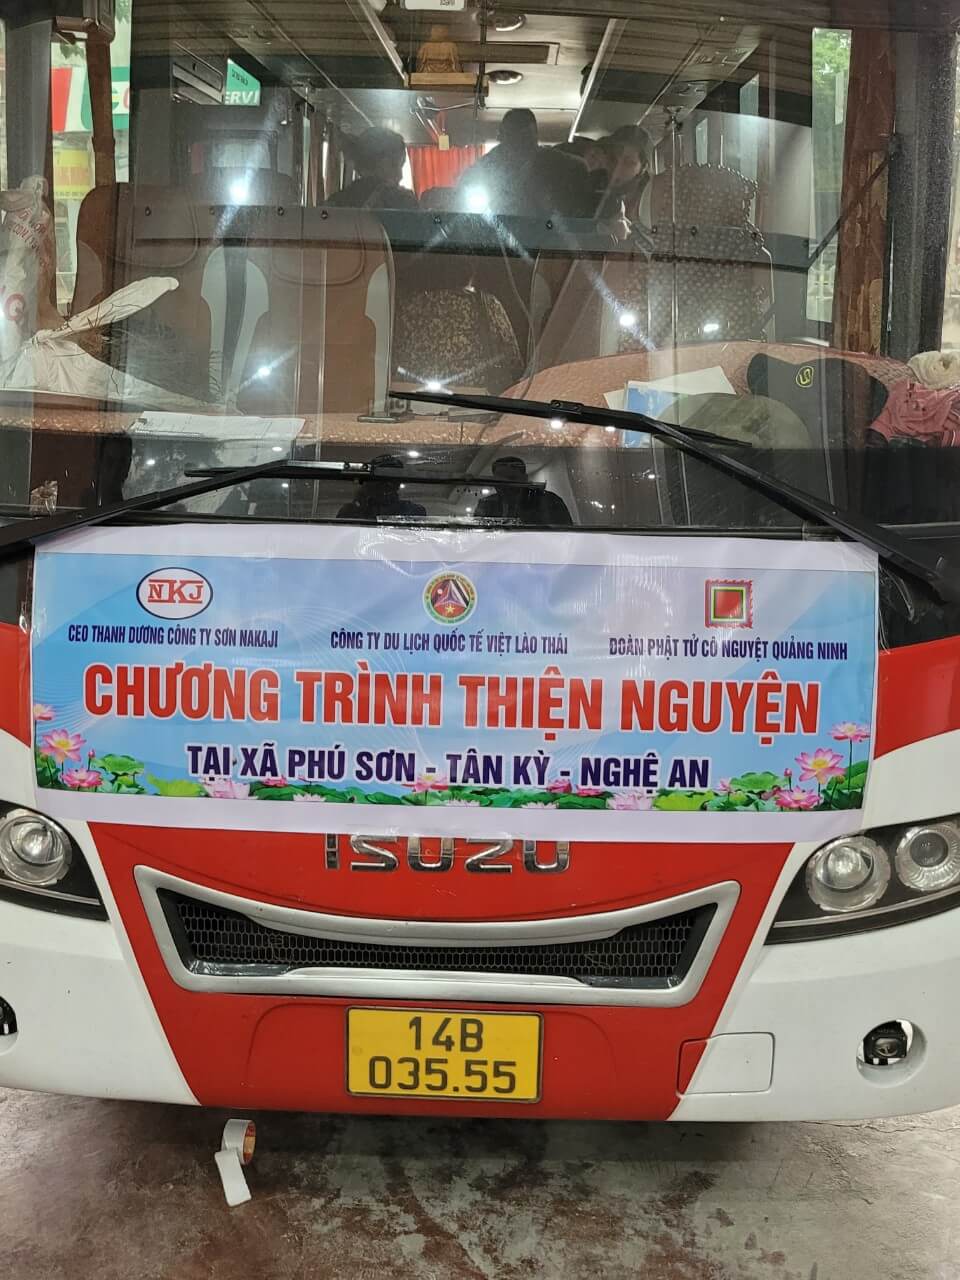 ERVI
NKJ
CEO THANH DƯƠNG CÔNG TY SƠN NAKAJI
CÔNG TY DU LỊCH QUỐC TẾ VIỆT LÀO THÁI
ĐOÀN PHẬT TỬ CÔ NGUYỆT QUẢNG NINH
CHƯƠNG TRÌNH THIỆN NGUYỆN
TẠI XÃ PHÚ SƠN - TÂN KỲ - NGHỆ AN
ISUZU
14B
035.55